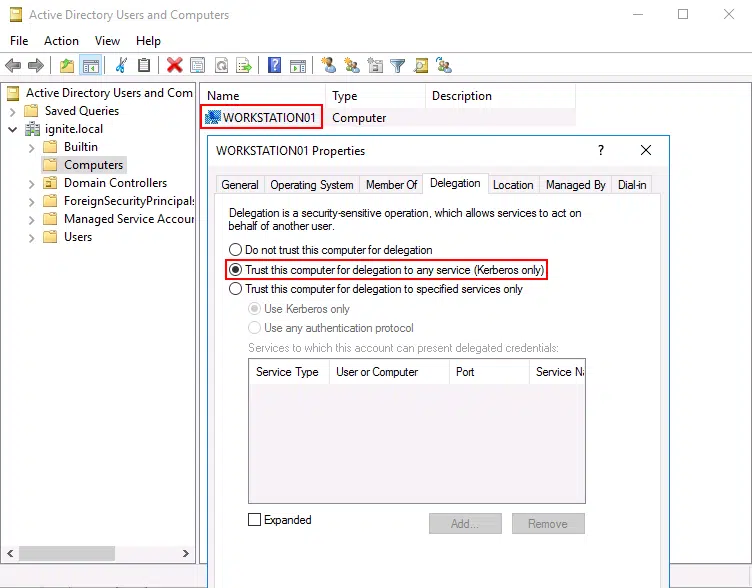 Active Directory Users and Computers
File Action View Help
Active Directory Users and Com
Saved Queries
ignite.local
Builtin
Computers
Domain Controllers
ForeignSecurityPrincipals
Managed Service Accour
Users
Name Type Description
WORKSTATION01 Computer
WORKSTATION01 Properties ?
General Operating System Member Of Delegation Location Managed By Dial-in
Delegation is a security-sensitive operation, which allows services to act on
behalf of another user.
Do not trust this computer for delegation
Trust this computer for delegation to any service (Kerberos only)
Trust this computer for delegation to specified services only
Use Kerberos only
Use any authentication protocol
Services to which this account can present delegated credentials:
Service Type User or Computer Port Service Na
Expanded
Add... Remove